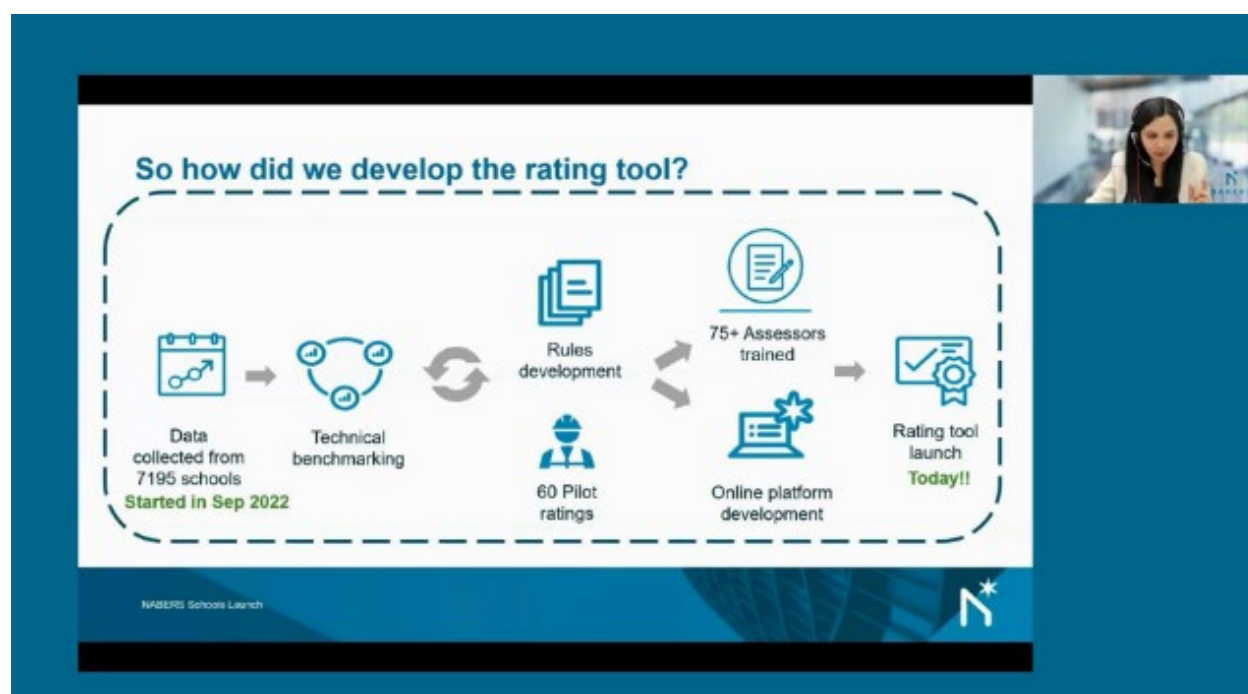 So how did we develop the rating tool?
Data
collected from
7195 schools
Started in Sep 2022
Technical
benchmarking
Rules
development
60 Pilot
ratings
75+ Assessors
trained
Online platform
development
Rating tool
launch
Today!!
NABERS Schools Launch